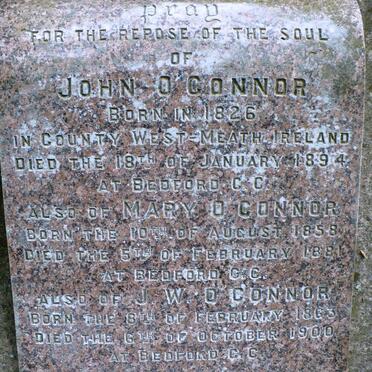 pray
FOR THE REPOSE OF THE SOUL
OF
JOHN O'CONNOR
BORN IN 1826
IN COUNTY WEST-MEATH IRELAND
DIED THE 18TH OF JANUARY 1894
AT BEDFORD C.C.
ALSO OF MARY O'CONNOR
BORN THE 10TH OF AUGUST 1858
DIED THE 5TH OF FEBRUARY 1881
AT BEDFORD C.C.
ALSO OF J. W. O'CONNOR
BORN THE 8TH OF FEBRUARY 1863
DIED THE 6TH OF OCTOBER 1900
AT BEDFORD C.C.